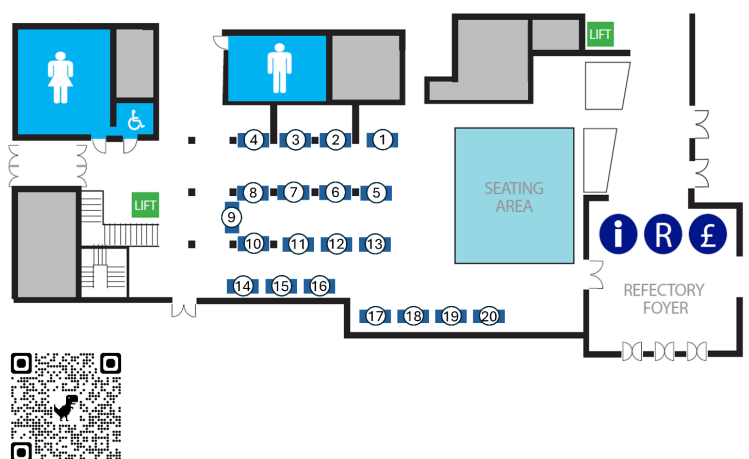 LIFT
4 3 2 1
SEATING
AREA
8 7 6 5
LIFT
9
i R £
10 11 12 13
REFECTORY
FOYER
14 15 16
17 18 19 20